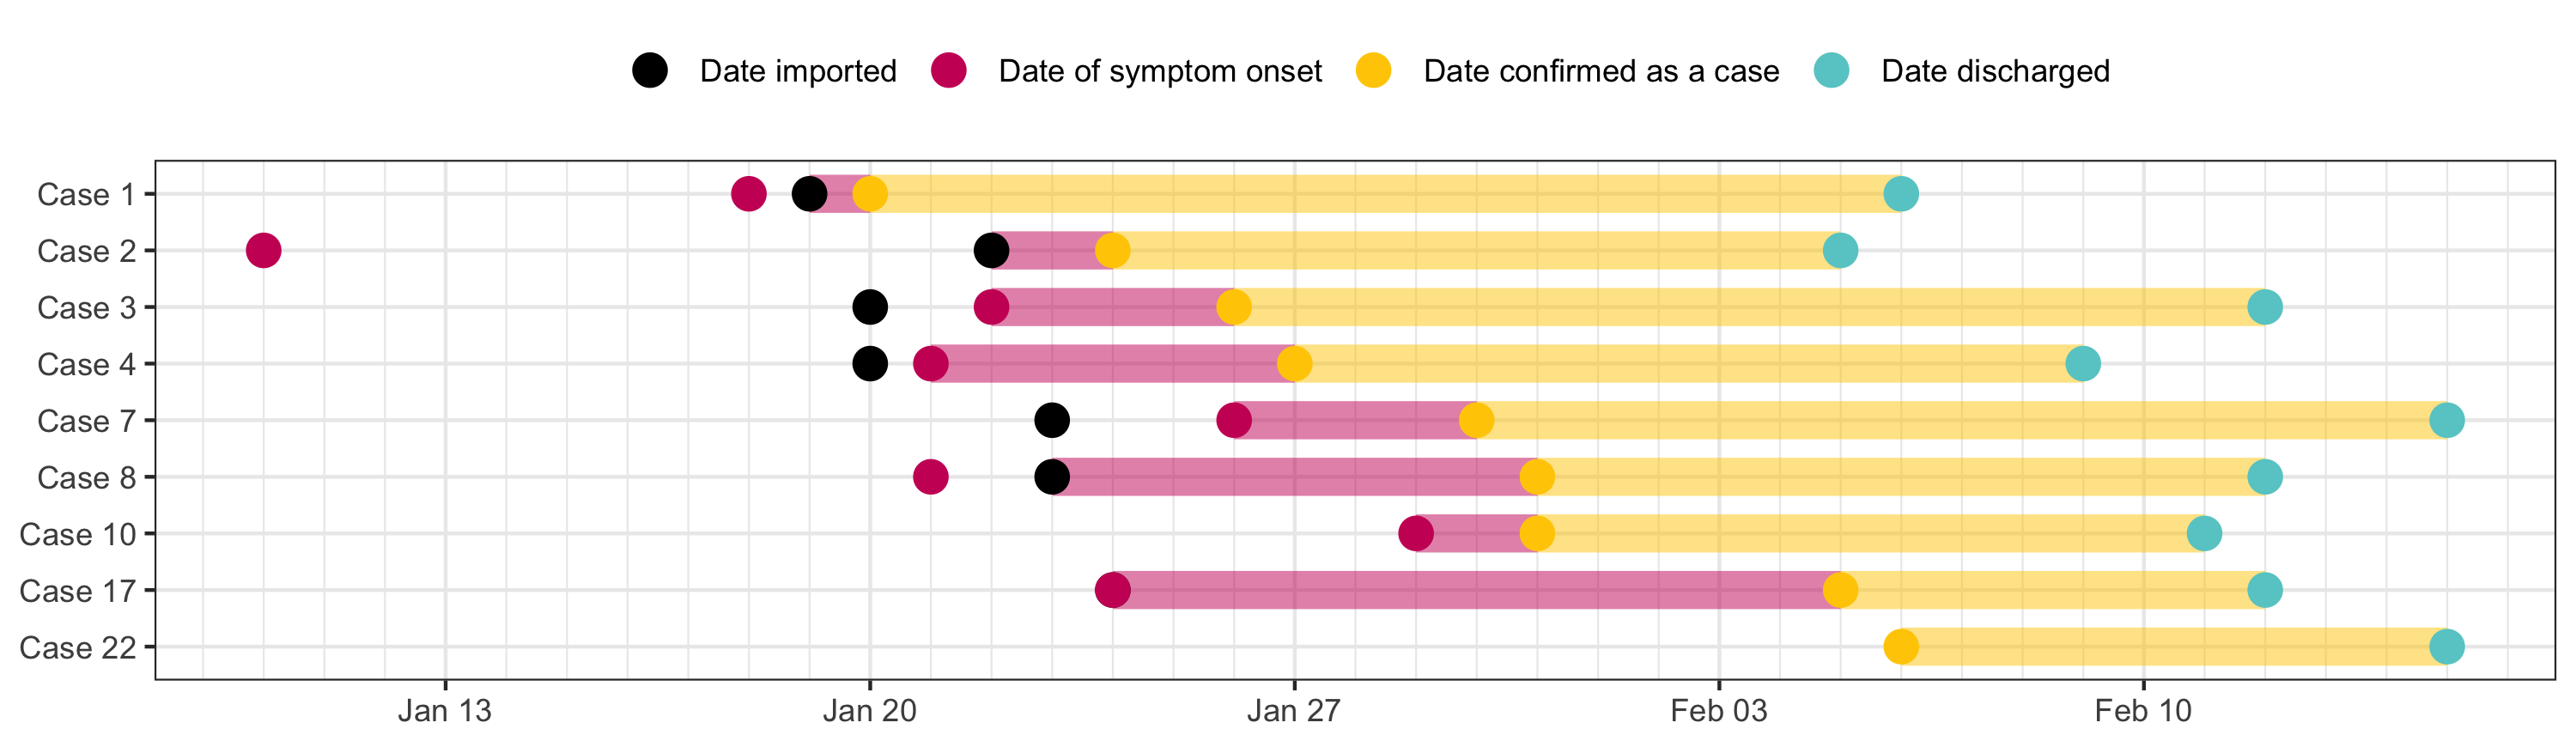 Date imported Date of symptom onset Date confirmed as a case Date discharged
Case 1
Case 2
Case 3
Case 4
Case 7
Case 8
Case 10
Case 17
Case 22
Jan 13 Jan 20 Jan 27 Feb 03 Feb 10